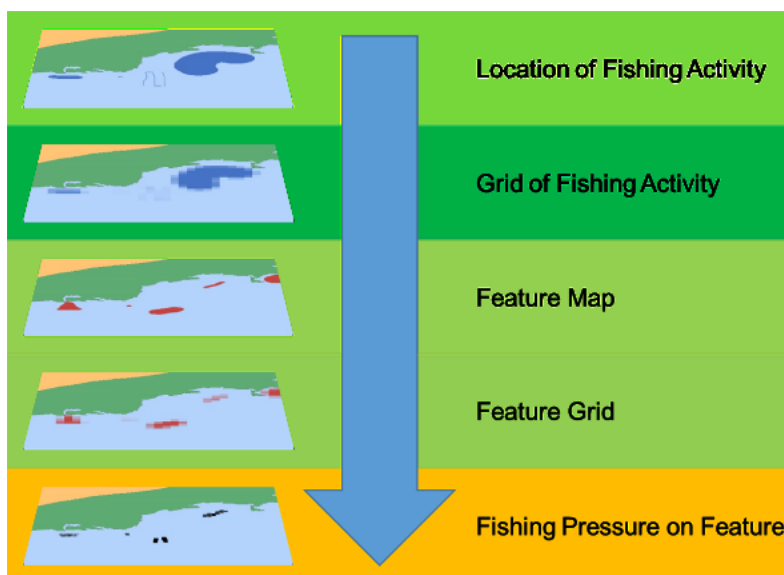 Location of Fishing Activity
Grid of Fishing Activity
Feature Map
Feature Grid
Fishing Pressure on Feature